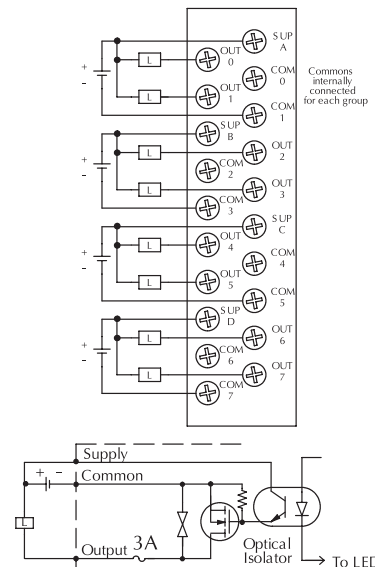 SUP
A
OUT
0
COM
0
L
OUT
1
L
COM
1
SUP
B
OUT
2
L
COM
2
OUT
3
L
COM
3
SUP
C
OUT
4
L
COM
4
OUT
5
L
COM
5
SUP
D
OUT
6
L
COM
6
OUT
7
L
COM
7
+
-
+
-
+
-
+
-
Commons
internally
connected
for each group
Supply
+ -
Common
L
Output 3A
Optical
Isolator
To LED